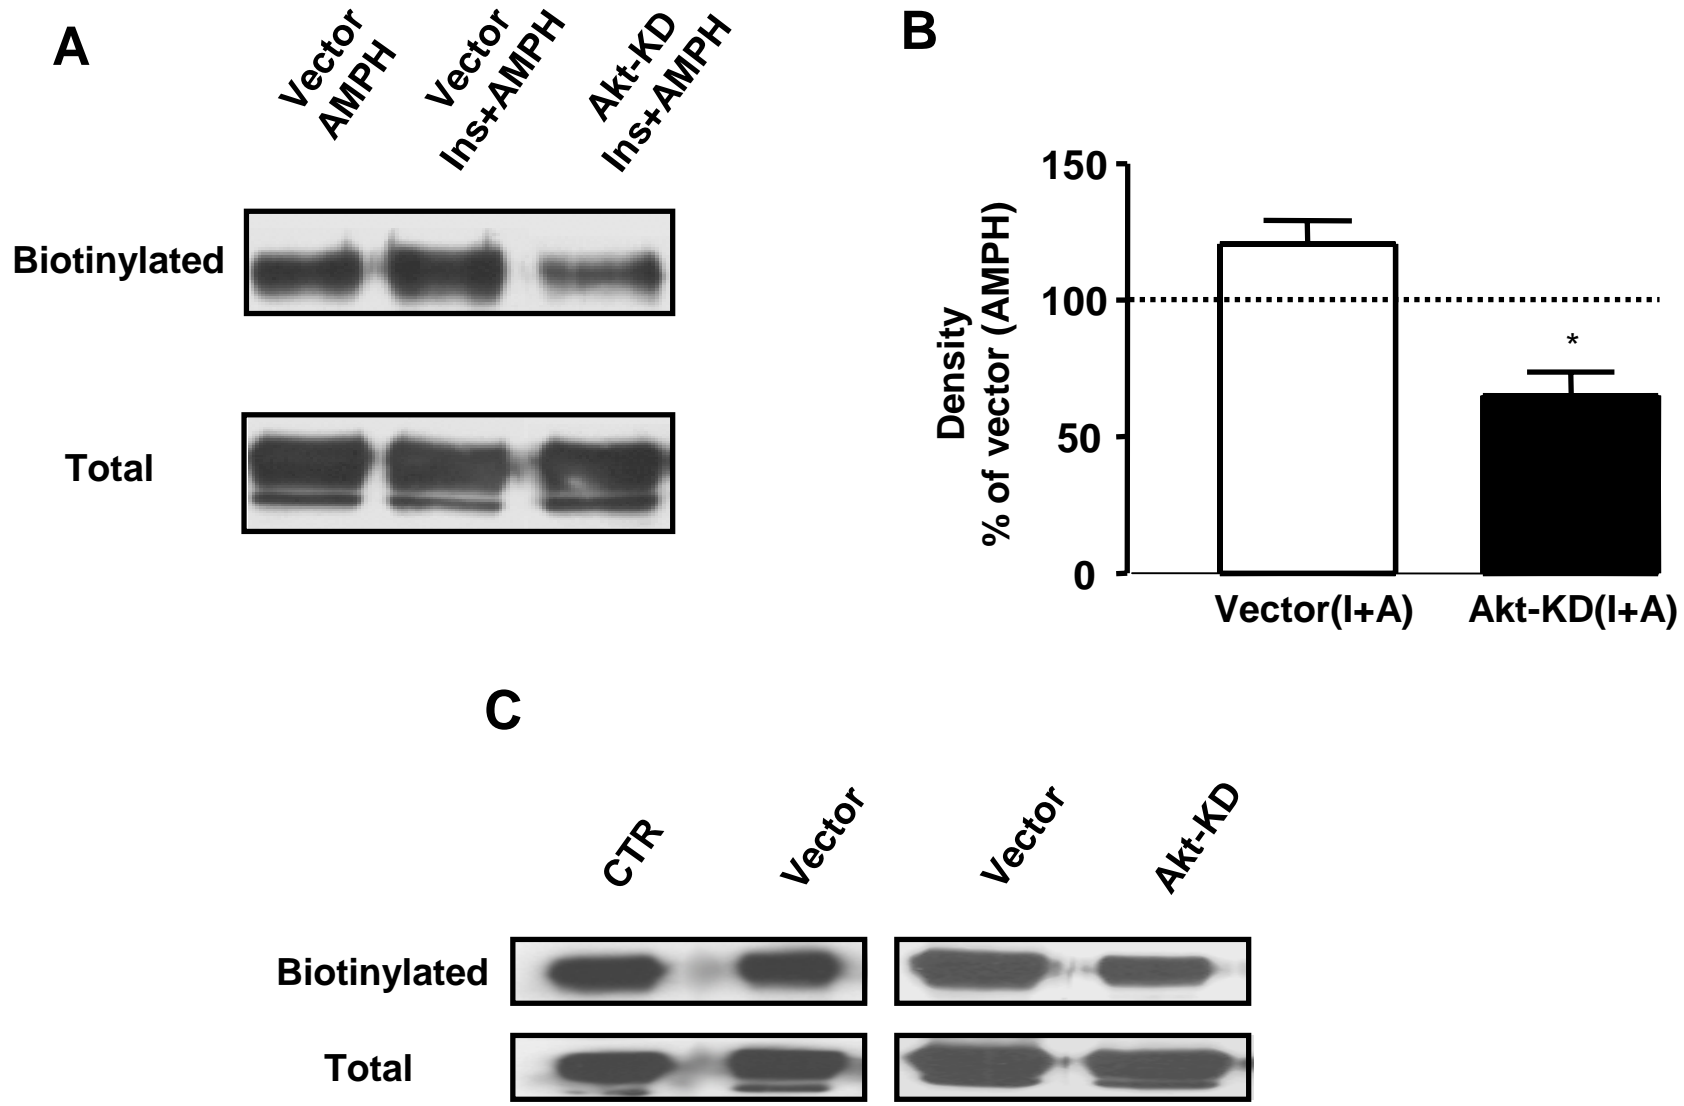 A
Vector
AMPH
Vector
Ins+AMPH
Akt-KD
Ins+AMPH
Biotinylated
Total
B
Density
% of vector (AMPH)
150
100
50
0
*
Vector(I+A)
Akt-KD(I+A)
C
CTR
Vector
Vector
Akt-KD
Biotinylated
Total